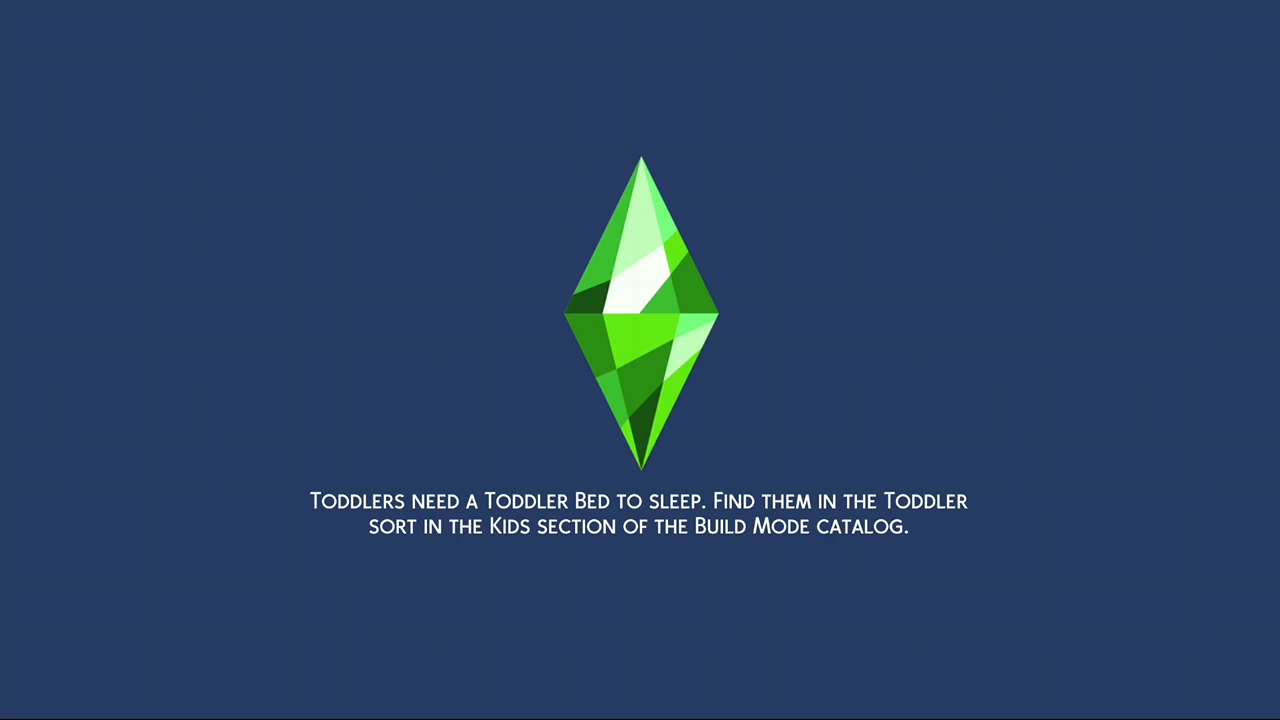 Toddlers need a Toddler Bed to sleep. Find them in the Toddler
sort in the Kids section of the Build Mode catalog.